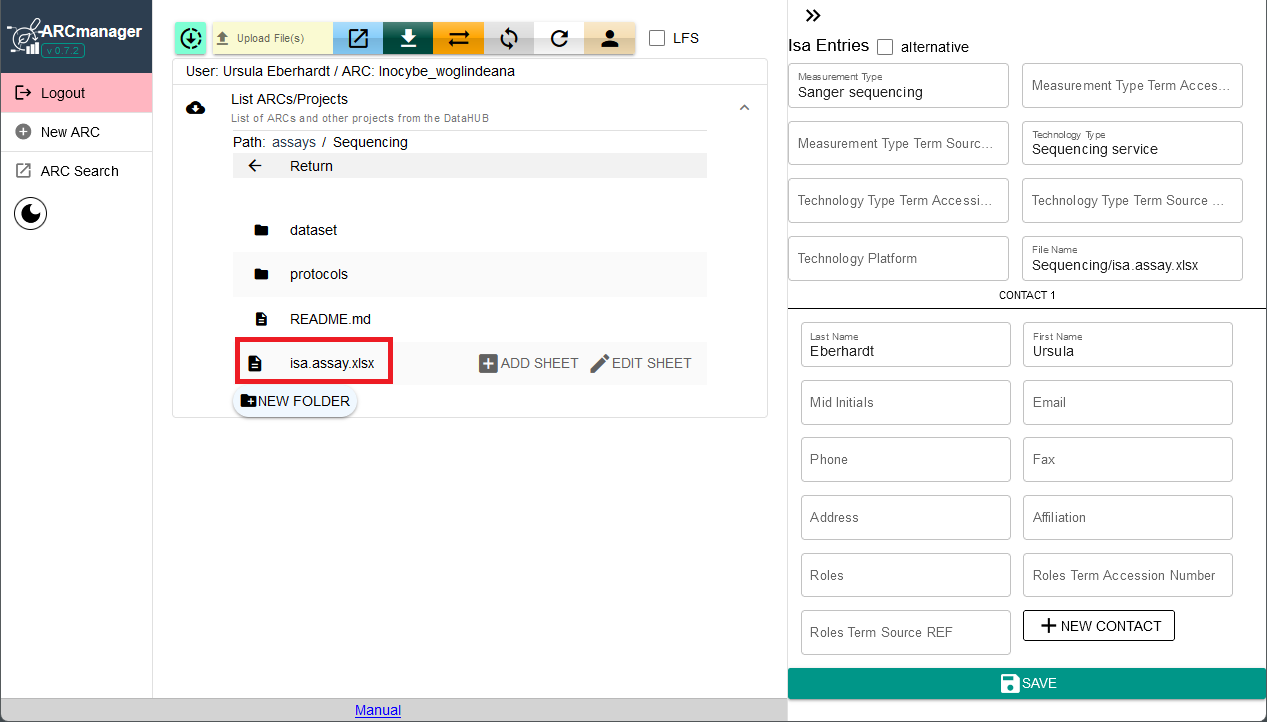 ARCmanager
v 0.7.2
Logout
New ARC
ARC Search
Upload File(s)
LFS
User: Ursula Eberhardt / ARC: Inocybe_woglindeana
List ARCs/Projects
List of ARCs and other projects from the DataHUB
Path: assays / Sequencing
Return
dataset
protocols
README.md
isa.assay.xlsx ADD SHEET EDIT SHEET
NEW FOLDER
Manual
Isa Entries alternative
Measurement Type
Sanger sequencing
Measurement Type Term Acces...
Measurement Type Term Sourc...
Technology Type
Sequencing service
Technology Type Term Accessi...
Technology Type Term Source ...
Technology Platform
File Name
Sequencing/isa.assay.xlsx
CONTACT 1
Last Name
Eberhardt
First Name
Ursula
Mid Initials
Email
Phone
Fax
Address
Affiliation
Roles
Roles Term Accession Number
Roles Term Source REF
NEW CONTACT
SAVE